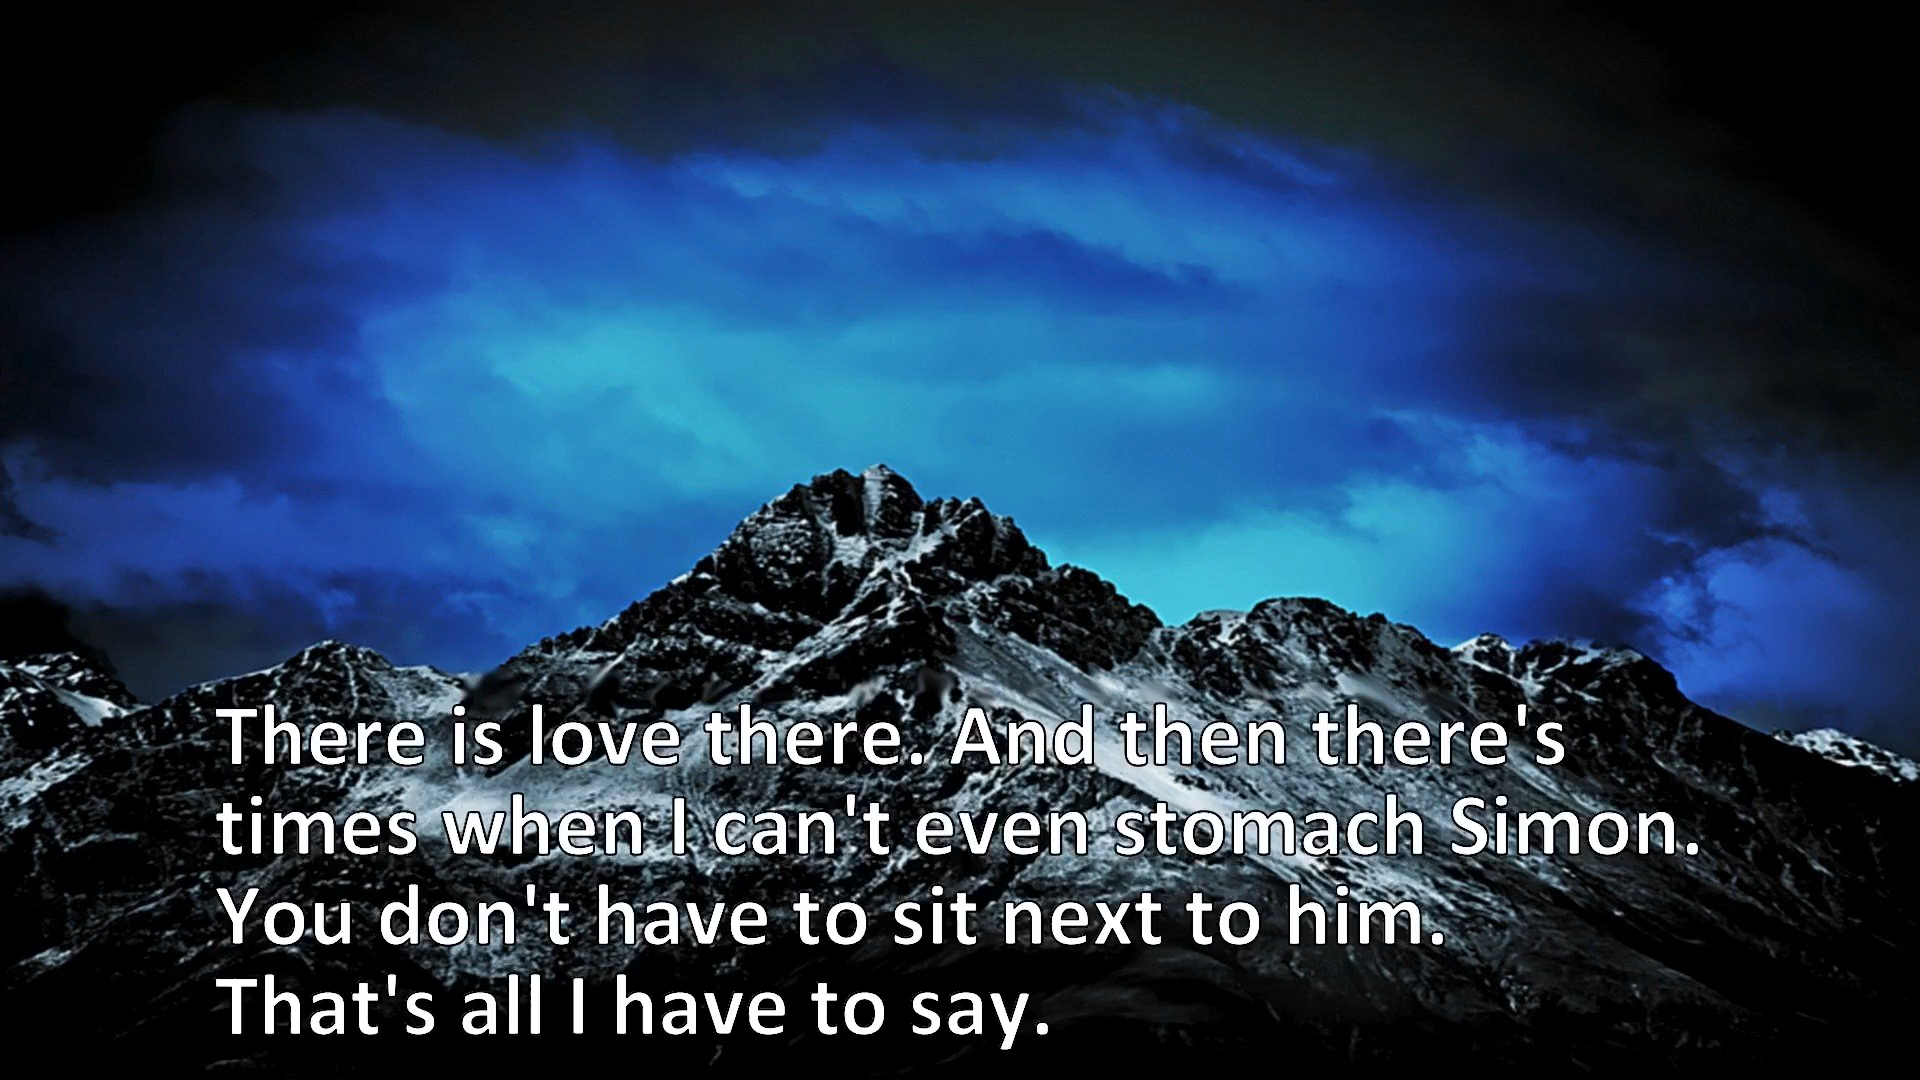 There is love there. And then there's
times when I can't even stomach Simon.
You don't have to sit next to him.
That's all I have to say.